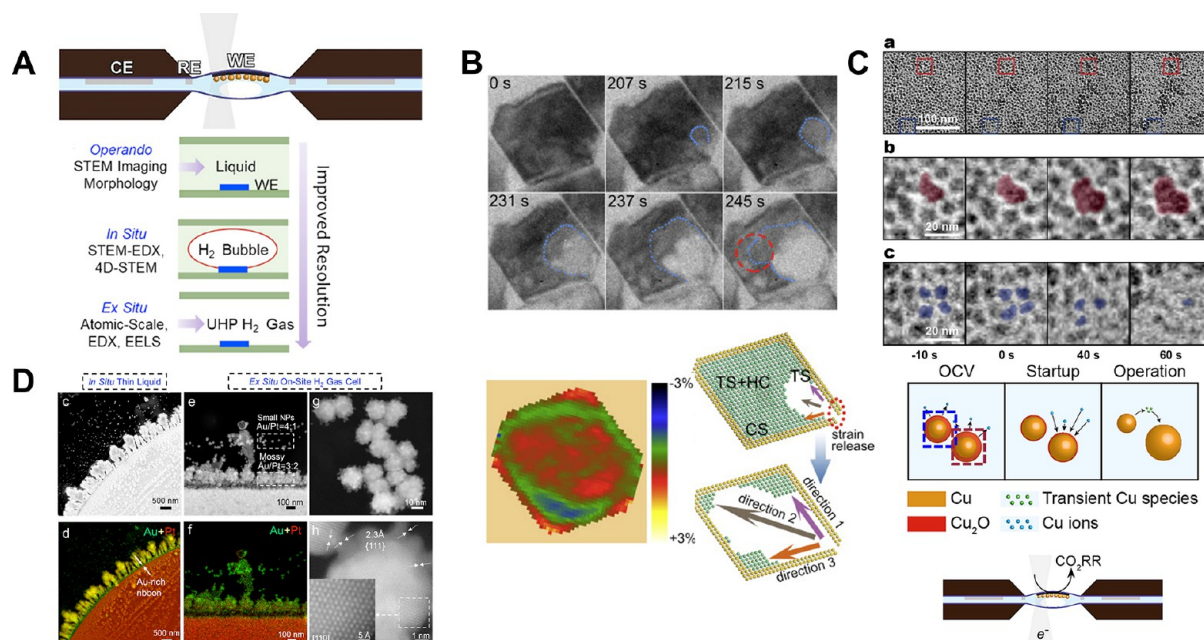 A
CE
RE
WE
Operando
STEM Imaging
Morphology
Liquid
WE
In Situ
STEM-EDX,
4D-STEM
H₂ Bubble
Ex Situ
Atomic-Scale,
EDX, EELS
UHP H₂ Gas
Improved Resolution
B
0 s
207 s
215 s
231 s
237 s
245 s
-3%
+3%
TS+HC
TS
CS
strain
release
direction 1
direction 2
direction 3
C
a
100 nm
b
20 nm
c
20 nm
-10 s
0 s
40 s
60 s
OCV
Startup
Operation
Cu
Transient Cu species
Cu₂O
Cu ions
CO₂RR
e⁻
D
In Situ Thin Liquid
Ex Situ On-Site H₂ Gas Cell
c
500 nm
e
Small NPs
Au/Pt=4:1
Mossy
Au/Pt=3:2
100 nm
g
10 nm
d
Au+Pt
Au-rich
ribbon
500 nm
f
Au+Pt
100 nm
h
2.3Å
{111}
5 Å
1 nm